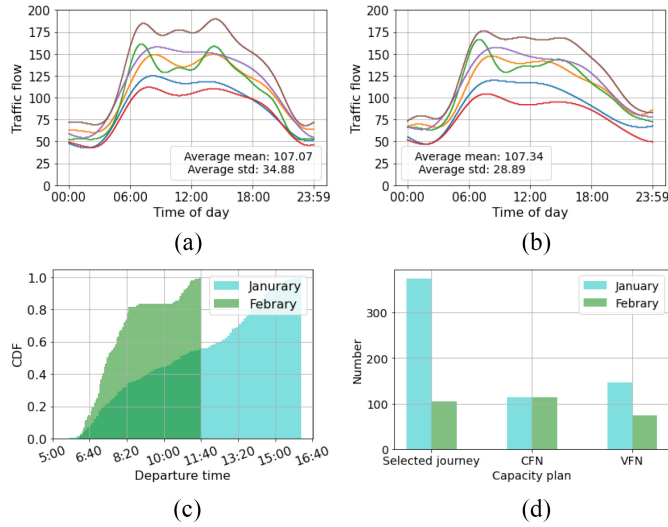 200
175
150
125
100
75
50
25
0
Traffic flow
Average mean: 107.07
Average std: 34.88
00:00 06:00 12:00 18:00 23:59
Time of day
(a)
200
175
150
125
100
75
50
25
0
Traffic flow
Average mean: 107.34
Average std: 28.89
00:00 06:00 12:00 18:00 23:59
Time of day
(b)
1.0
0.8
0.6
0.4
0.2
0.0
CDF
Janurary
Febrary
5:00 6:40 8:20 10:00 11:40 13:20 15:00 16:40
Departure time
(c)
300
200
100
0
Number
Janurary
Febrary
Selected journey CFN VFN
Capacity plan
(d)